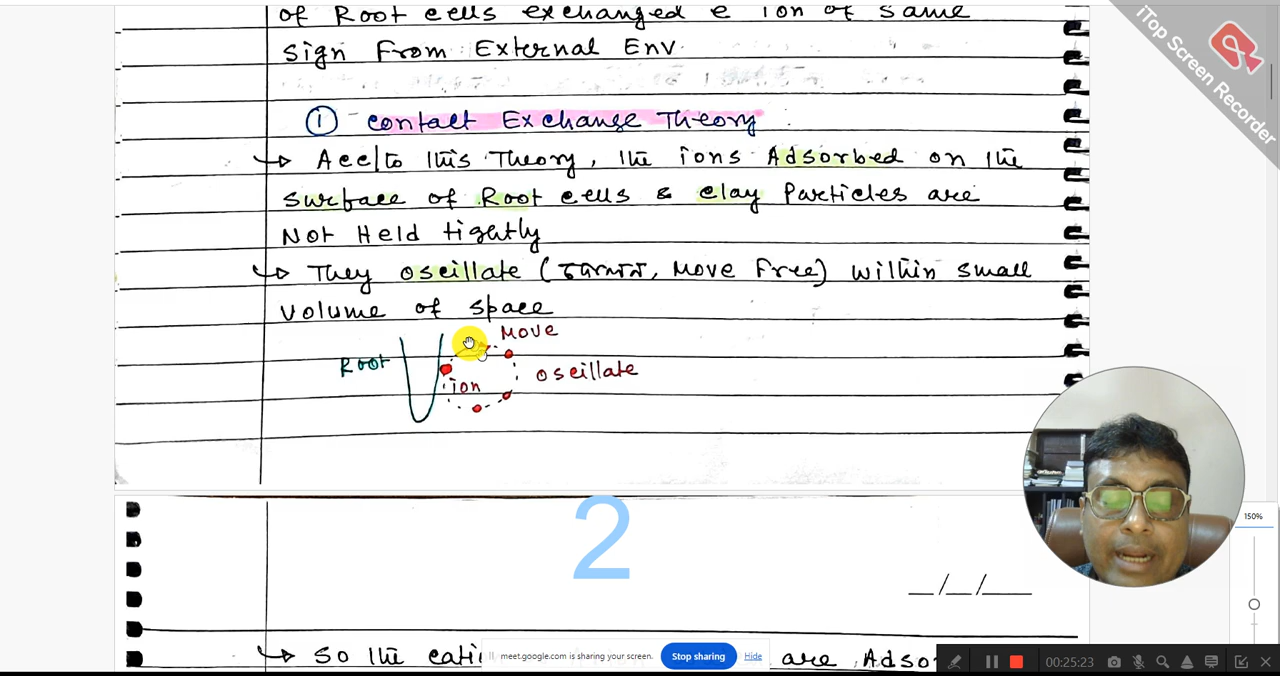 of Root cells exchanged e ion of same
sign From External Env.
① Contact Exchange Theory
↳ Acc/to this Theory, the ions Adsorbed on the
surface of Root cells & clay Particles are
Not Held tightly
↳ They oscillate ( , Move Free) within small
volume of space
Move
Root
ion
oscillate
2
_/_/_
↳ So the cati
are Adso
iTop Screen Recorder
150%
meet.google.com is sharing your screen.
Stop sharing
Hide
00:25:23